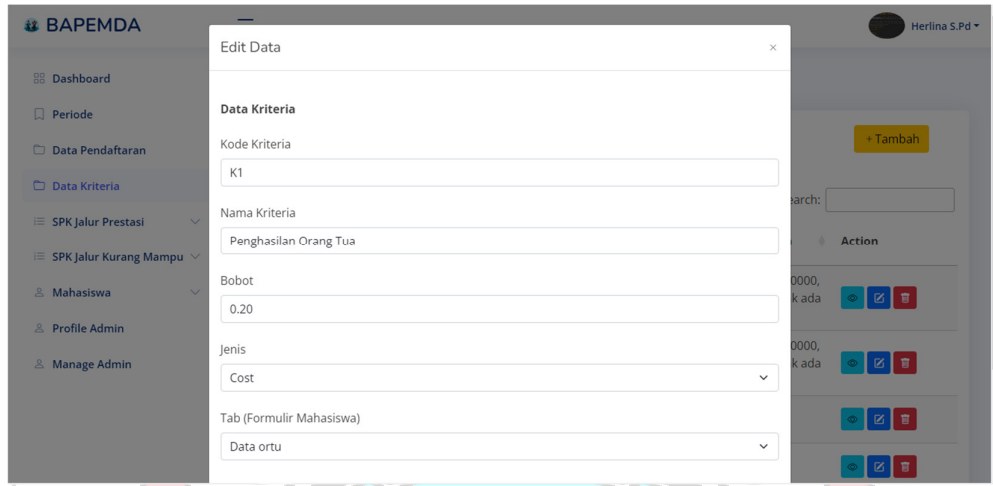 BAPEMDA
Herlina S.Pd
Edit Data
×
Dashboard
Periode
Data Pendaftaran
Data Kriteria
SPK Jalur Prestasi
SPK Jalur Kurang Mampu
Mahasiswa
Profile Admin
Manage Admin
Data Kriteria
Kode Kriteria
K1
Nama Kriteria
Penghasilan Orang Tua
Bobot
0.20
Jenis
Cost
Tab (Formulir Mahasiswa)
Data ortu
+ Tambah
earch:
Action
0000,
k ada
0000,
k ada